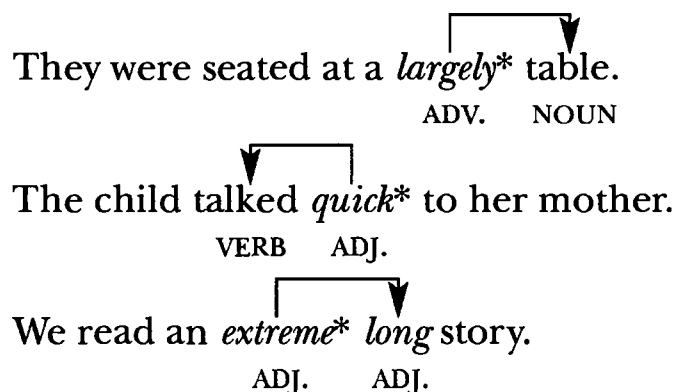 They were seated at a largely* table.
ADV. NOUN
The child talked quick* to her mother.
VERB ADJ.
We read an extreme* long story.
ADJ. ADJ.